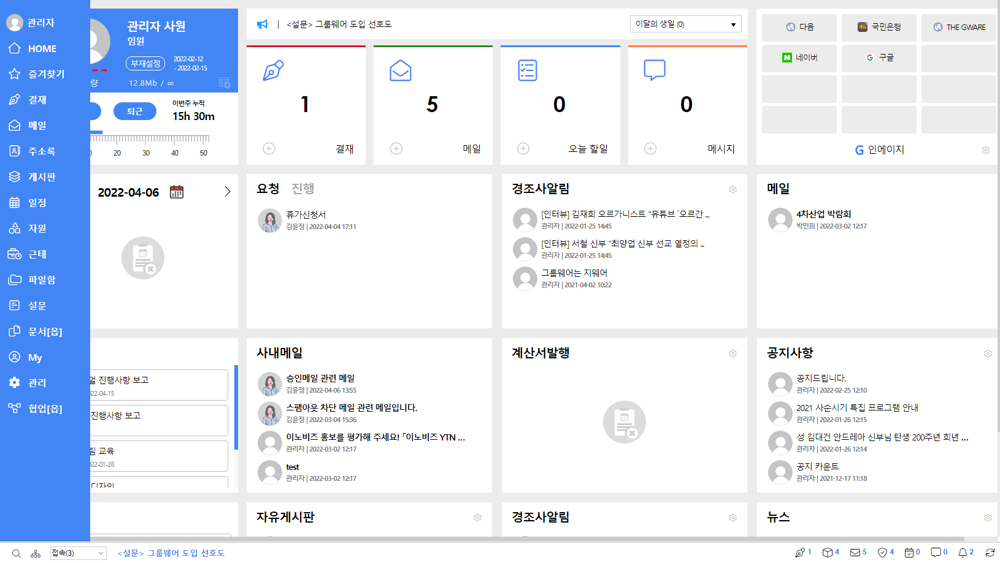 관리자
HOME
즐겨찾기
결재
메일
주소록
게시판
일정
자원
근태
파일함
설문
문서[읍]
My
관리
협업[읍]
관리자 사원
임원
부재설정
2022-02-12
- 2022-02-15
량 12.8Mb / ∞
퇴근
이번주 누적
15h 30m
20 30 40 50
| <설문> 그룹웨어 도입 선호도
이달의 생일 (0)
1
결재
5
메일
0
오늘 할일
0
메시지
다음
국민은행
THE GWARE
네이버
구글
G 인에이지
2022-04-06
요청 진행
휴가신청서
김윤정 | 2022-04-04 17:11
경조사알림
[인터뷰] 김재희 오르가니스트 "유튜브 `오르간 ...
관리자 | 2022-01-25 14:45
[인터뷰] 서철 신부 "최양업 신부 선교 열정의 ...
관리자 | 2022-01-25 14:45
그룹웨어는 지웨어
관리자 | 2021-04-02 10:22
메일
4차산업 박람회
박민희 | 2022-03-02 12:17
진행사항 보고
22-04-15
진행사항 보고
팀 교육
022-01-28
디자인
사내메일
승인메일 관련 메일
김윤정 | 2022-04-06 13:55
스팸아웃 차단 메일 관련 메일입니다.
김윤정 | 2022-03-04 15:36
이노비즈 홍보를 평가해 주세요! 「이노비즈 YTN ...
관리자 | 2022-03-02 12:17
test
관리자 | 2022-03-02 12:17
계산서발행
공지사항
공지드립니다.
관리자 | 2022-02-25 12:10
2021 사순시기 특집 프로그램 안내
관리자 | 2022-01-26 12:15
성 김대건 안드레아 신부님 탄생 200주년 희년 ...
관리자 | 2022-01-26 12:14
공지 카운트
관리자 | 2021-12-17 11:18
자유게시판
경조사알림
뉴스
접속(3)
<설문> 그룹웨어 도입 선호도
1 4 5 4 0 0 2